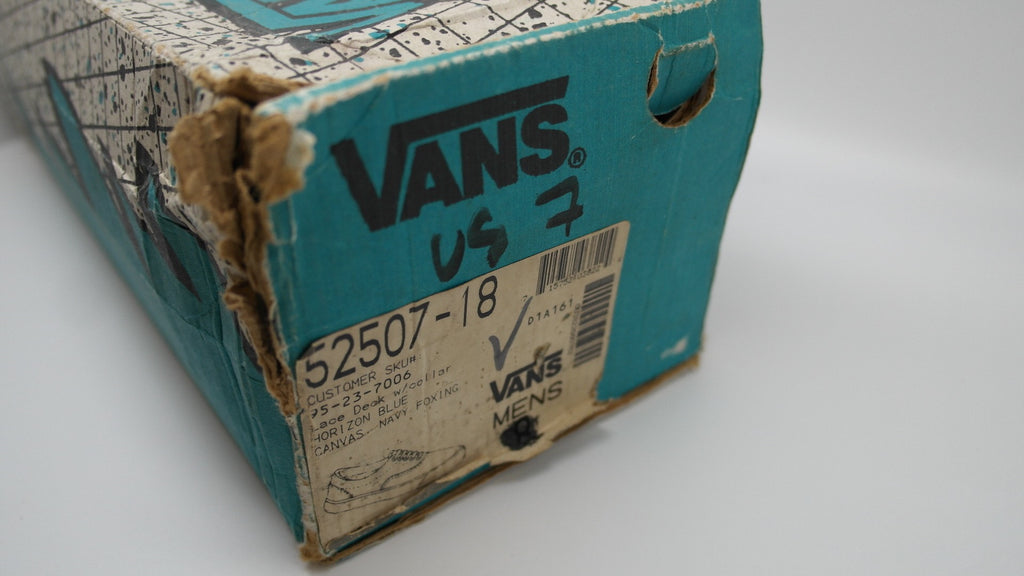 VANS®
US 7
52507-18
D1A161
CUSTOMER SKU#
95-23-7006
Lace Deck w/collar
HORIZON BLUE
CANVAS, NAVY FOXING
VANS
MENS